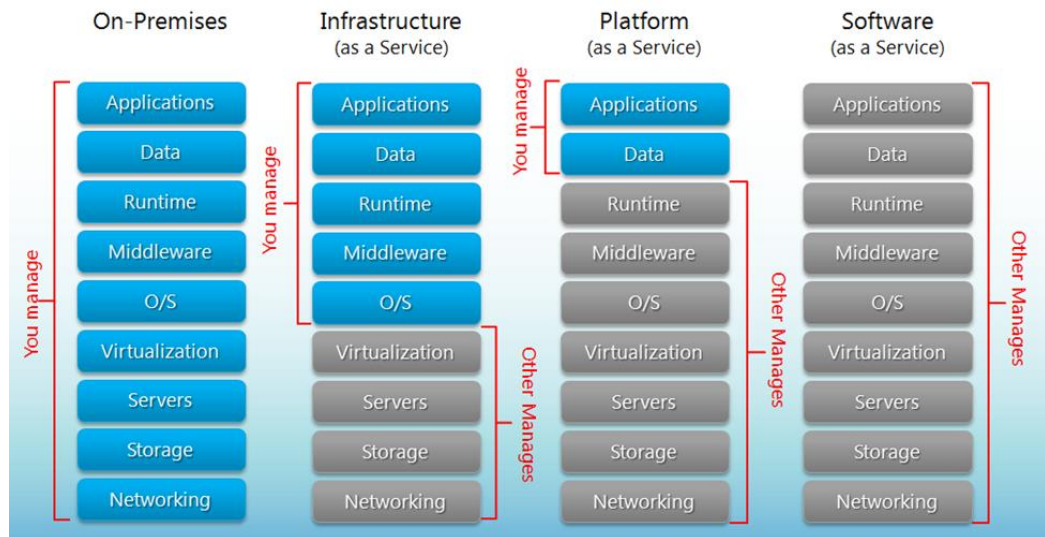 On-Premises
Infrastructure
(as a Service)
Platform
(as a Service)
Software
(as a Service)
You manage
Applications
Data
Runtime
Middleware
O/S
Virtualization
Servers
Storage
Networking
You manage
Applications
Data
Runtime
Middleware
O/S
Virtualization
Servers
Storage
Networking
Other Manages
You manage
Applications
Data
Runtime
Middleware
O/S
Virtualization
Servers
Storage
Networking
Other Manages
Applications
Data
Runtime
Middleware
O/S
Virtualization
Servers
Storage
Networking
Other Manages